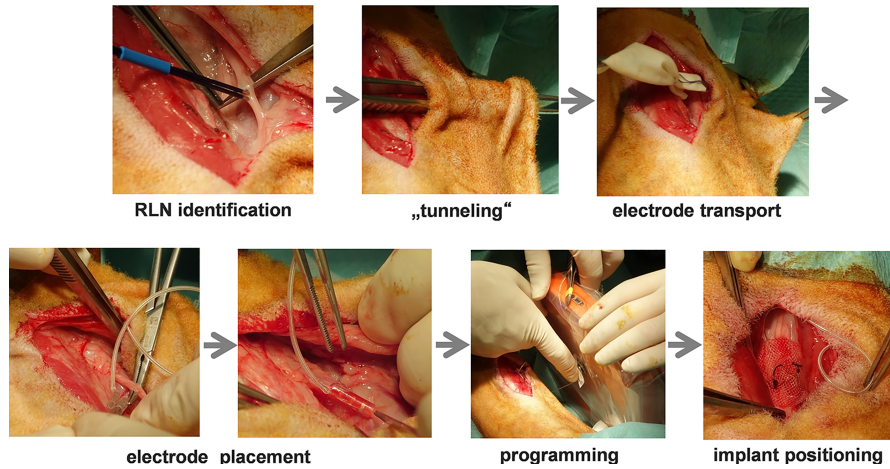 RLN identification
„tunneling“
electrode transport
electrode placement
programming
implant positioning